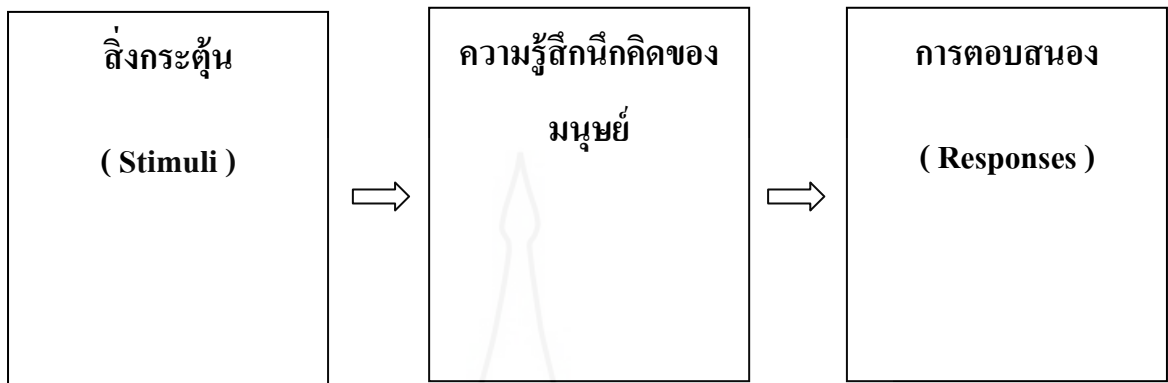 สิ่งกระตุ้น
( Stimuli )
ความรู้สึกนึกคิดของ
มนุษย์
การตอบสนอง
( Responses )